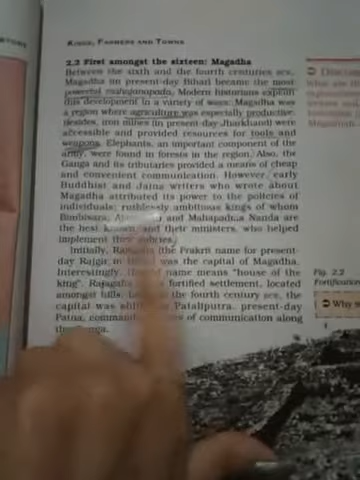 KINGS, FARMERS AND TOWNS
2.2 First amongst the sixteen: Magadha
Between the sixth and the fourth centuries BCE,
Magadha (in present-day Bihar) became the most
powerful mahajanapada. Modern historians explain
this development in a variety of ways: Magadha was
a region where agriculture was especially productive.
Besides, iron mines (in present-day Jharkhand) were
accessible and provided resources for tools and
weapons. Elephants, an important component of the
army, were found in forests in the region. Also, the
Ganga and its tributaries provided a means of cheap
and convenient communication. However, early
Buddhist and Jaina writers who wrote about
Magadha attributed its power to the policies of
individuals: ruthlessly ambitious kings of whom
Bimbisara, and Mahapadma Nanda are
the best known, and their ministers, who helped
implement their policies.
Initially, (the Prakrit name for present-
day Rajgir in was the capital of Magadha.
Interestingly, the name means "house of the
king". Rajagaha fortified settlement, located
amongst hills. the fourth century BCE, the
capital was to Pataliputra, present-day
Patna, of communication along
the Ganga.
Fig. 2.2
Fortification
Why